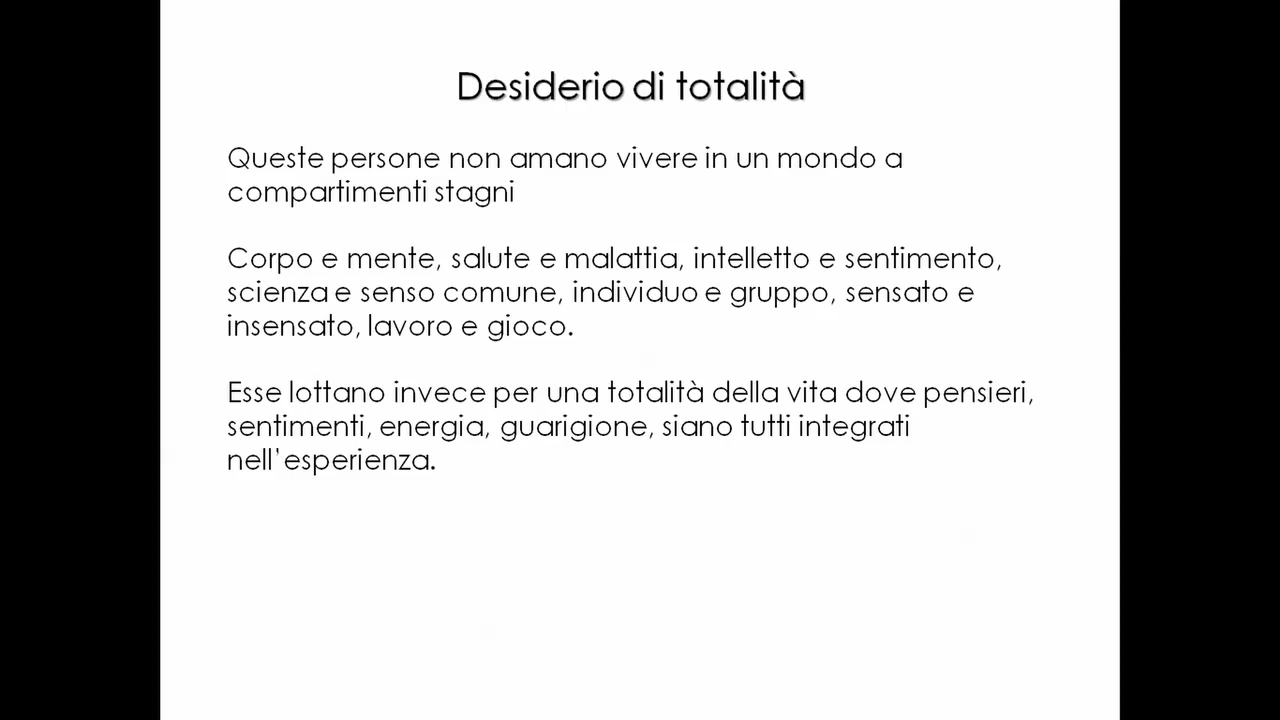 Desiderio di totalità
Queste persone non amano vivere in un mondo a
compartimenti stagni
Corpo e mente, salute e malattia, intelletto e sentimento,
scienza e senso comune, individuo e gruppo, sensato e
insensato, lavoro e gioco.
Esse lottano invece per una totalità della vita dove pensieri,
sentimenti, energia, guarigione, siano tutti integrati
nell'esperienza.